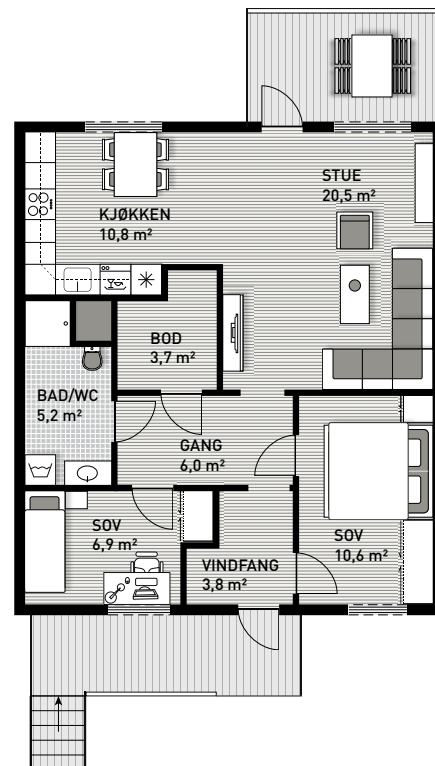 STUE
20,5 m²
KJØKKEN
10,8 m²
BOD
3,7 m²
BAD/WC
5,2 m²
GANG
6,0 m²
SOV
6,9 m²
SOV
10,6 m²
VINDFANG
3,8 m²